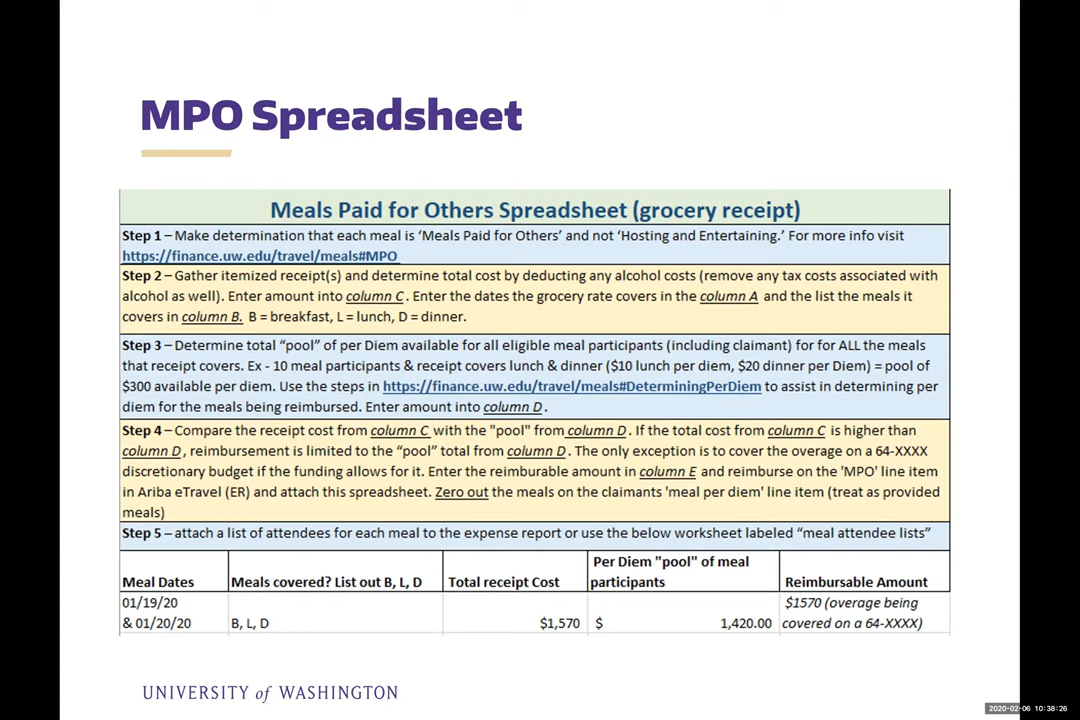 MPO Spreadsheet
Meals Paid for Others Spreadsheet (grocery receipt)
Step 1 – Make determination that each meal is ‘Meals Paid for Others’ and not ‘Hosting and Entertaining.’ For more info visit
https://finance.uw.edu/travel/meals#MPO
Step 2 – Gather itemized receipt(s) and determine total cost by deducting any alcohol costs (remove any tax costs associated with
alcohol as well). Enter amount into column C. Enter the dates the grocery rate covers in the column A and the list the meals it
covers in column B. B = breakfast, L = lunch, D = dinner.
Step 3 – Determine total “pool” of per Diem available for all eligible meal participants (including claimant) for for ALL the meals
that receipt covers. Ex - 10 meal participants & receipt covers lunch & dinner ($10 lunch per diem, $20 dinner per Diem) = pool of
$300 available per diem. Use the steps in https://finance.uw.edu/travel/meals#DeterminingPerDiem to assist in determining per
diem for the meals being reimbursed. Enter amount into column D.
Step 4 – Compare the receipt cost from column C with the "pool" from column D. If the total cost from column C is higher than
column D, reimbursement is limited to the “pool” total from column D. The only exception is to cover the overage on a 64-XXXX
discretionary budget if the funding allows for it. Enter the reimburable amount in column E and reimburse on the 'MPO' line item
in Ariba eTravel (ER) and attach this spreadsheet. Zero out the meals on the claimants 'meal per diem' line item (treat as provided
meals)
Step 5 – attach a list of attendees for each meal to the expense report or use the below worksheet labeled “meal attendee lists”
Meal Dates Meals covered? List out B, L, D Total receipt Cost Per Diem "pool" of meal participants Reimbursable Amount
01/19/20 $1570 (overage being
& 01/20/20 B, L, D $1,570 $ 1,420.00 covered on a 64-XXXX)
UNIVERSITY of WASHINGTON
2020-02-06 10:38:26